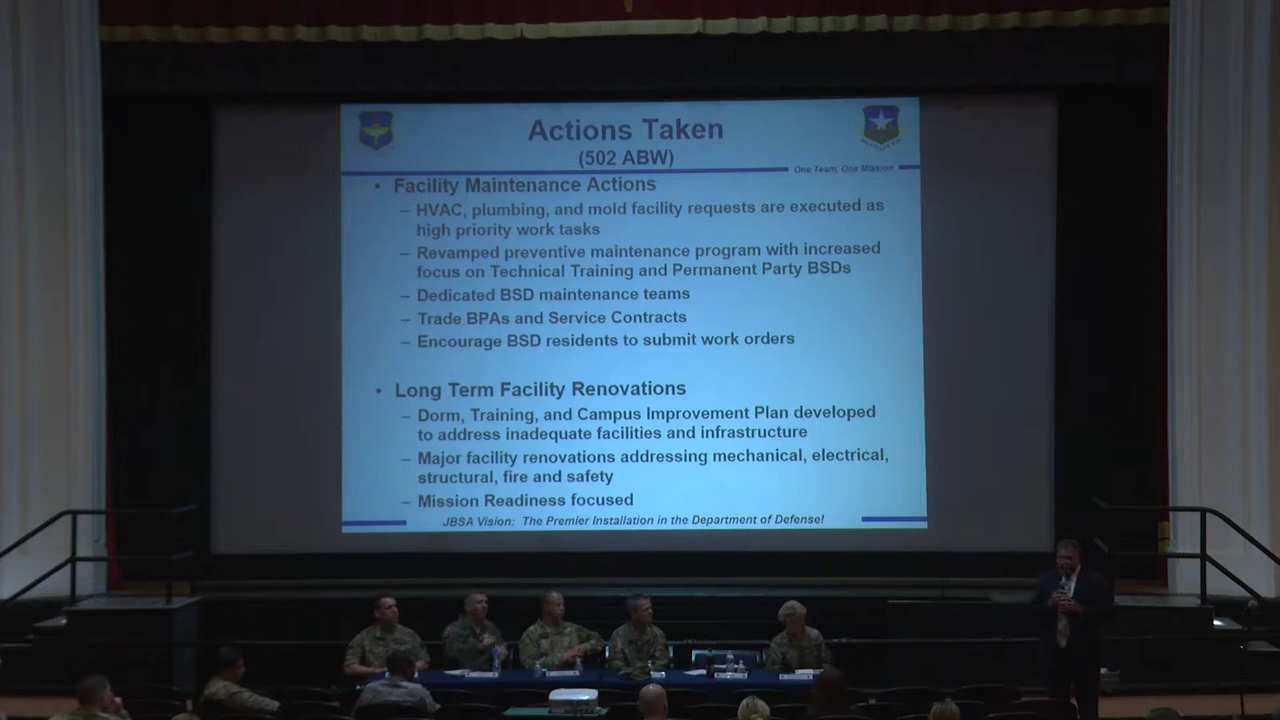 Actions Taken
(502 ABW)
One Team, One Mission
• Facility Maintenance Actions
– HVAC, plumbing, and mold facility requests are executed as
high priority work tasks
– Revamped preventive maintenance program with increased
focus on Technical Training and Permanent Party BSDs
– Dedicated BSD maintenance teams
– Trade BPAs and Service Contracts
– Encourage BSD residents to submit work orders
• Long Term Facility Renovations
– Dorm, Training, and Campus Improvement Plan developed
to address inadequate facilities and infrastructure
– Major facility renovations addressing mechanical, electrical,
structural, fire and safety
– Mission Readiness focused
JBSA Vision: The Premier Installation in the Department of Defense!